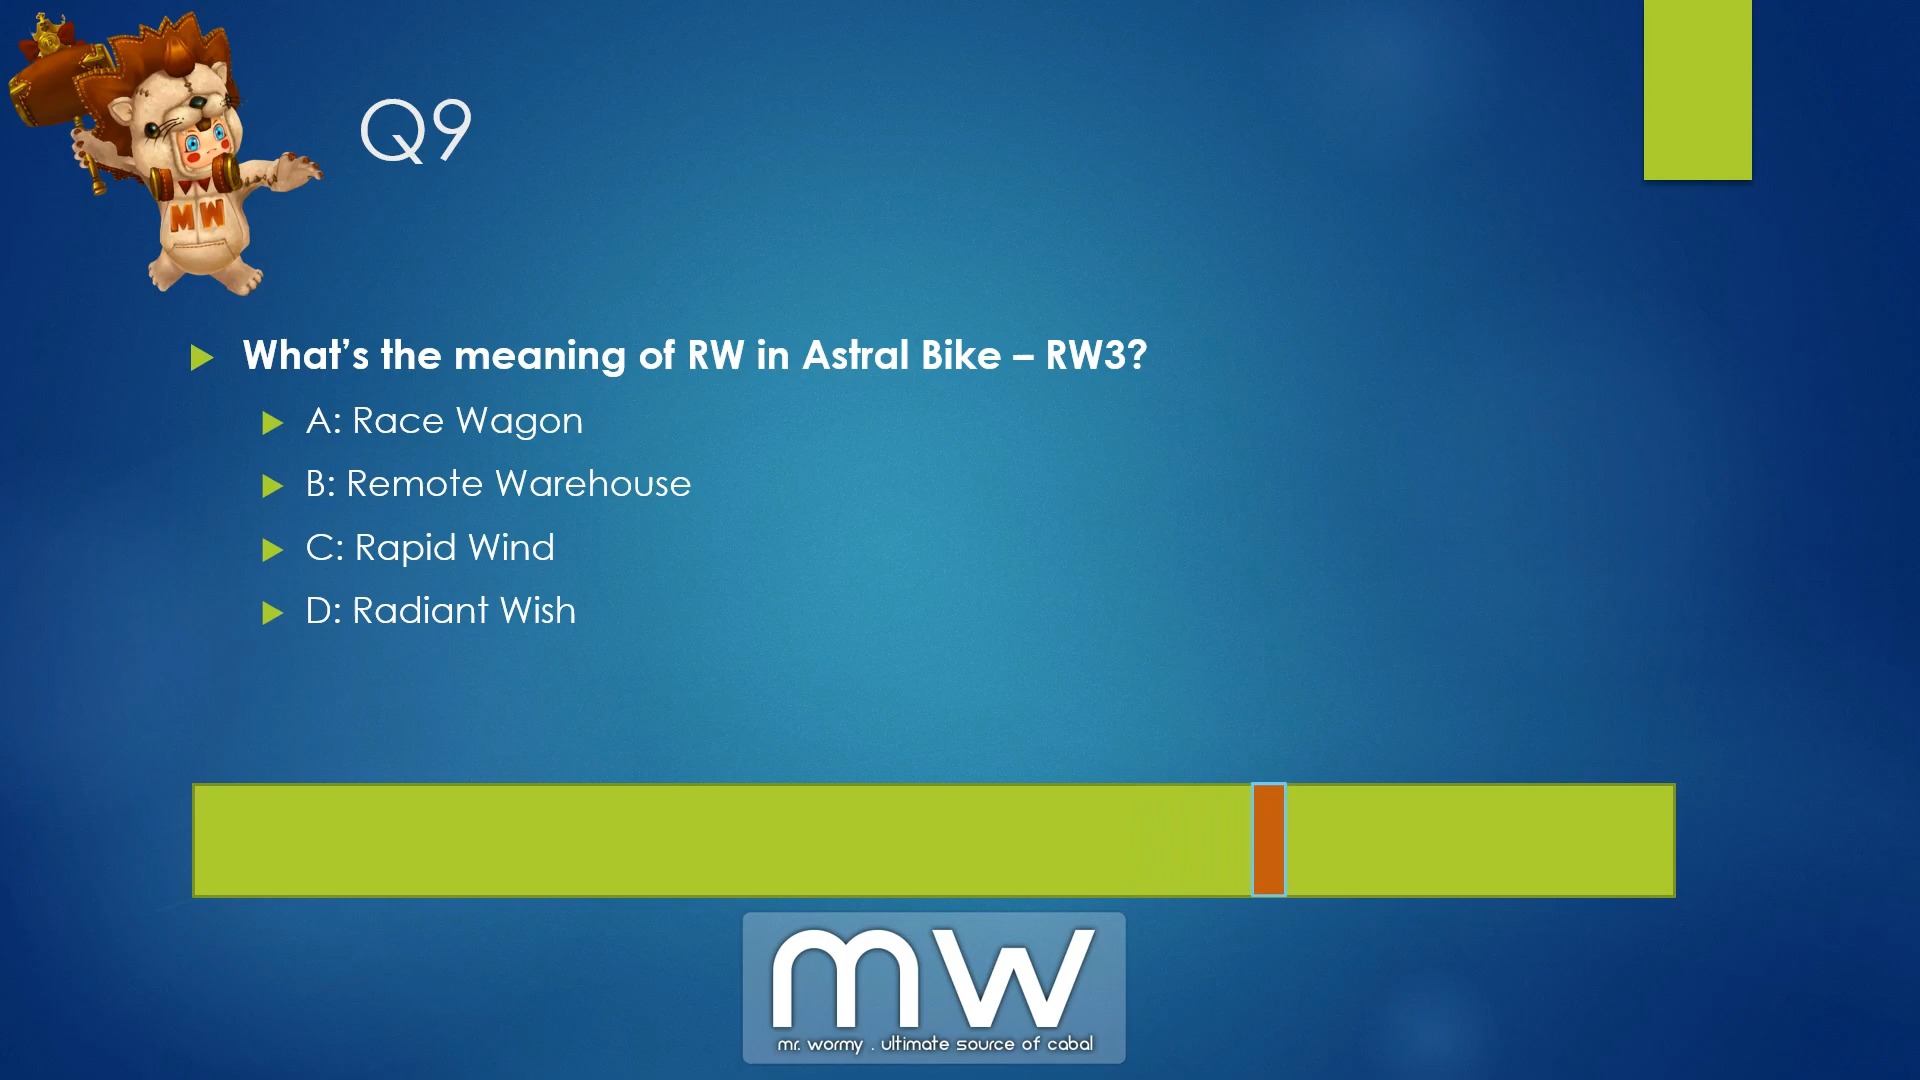 MW
Q9
What's the meaning of RW in Astral Bike – RW3?
A: Race Wagon
B: Remote Warehouse
C: Rapid Wind
D: Radiant Wish
mw
mr. wormy . ultimate source of cabal